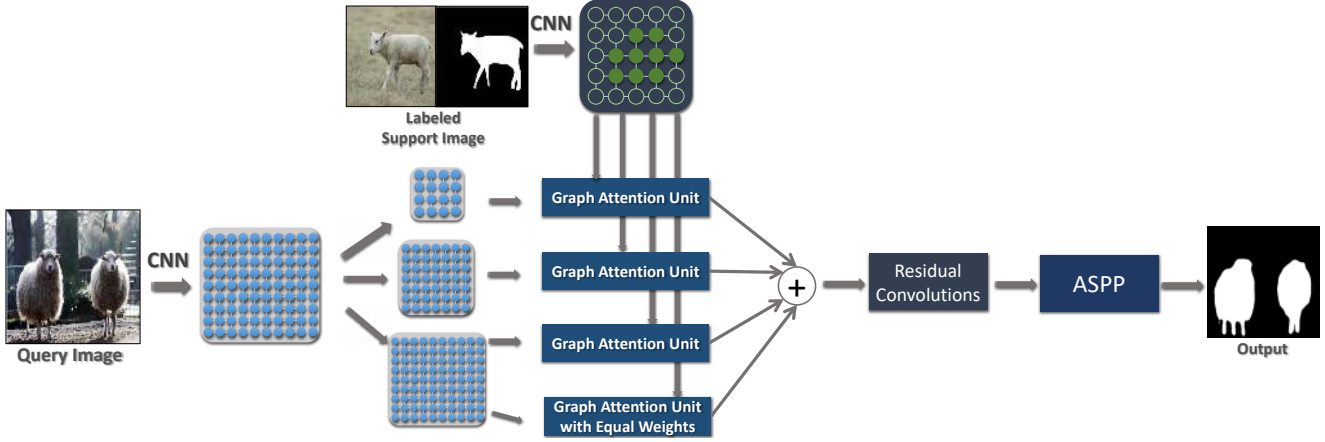 CNN
Labeled
Support Image
Graph Attention Unit
Query Image
CNN
Graph Attention Unit
Graph Attention Unit
Graph Attention Unit
with Equal Weights
+
Residual
Convolutions
ASPP
Output